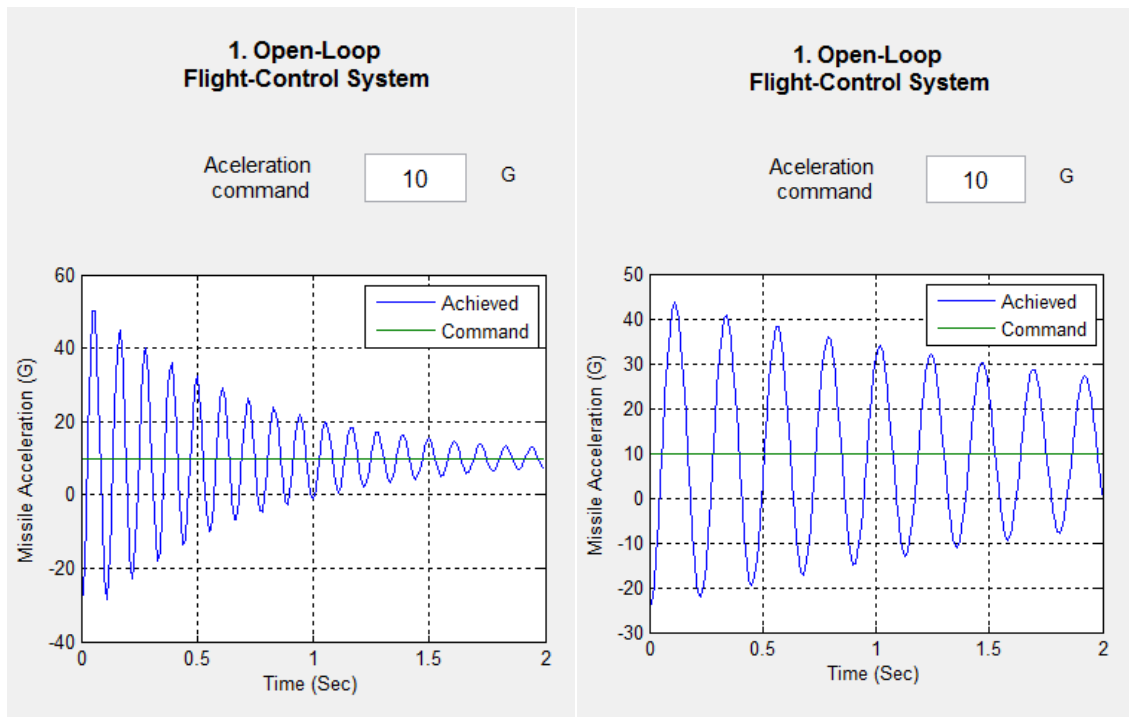 1. Open-Loop
Flight-Control System
Aceleration
command
10
G
60
40
20
0
-20
-40
Missile Acceleration (G)
Achieved
Command
0
0.5
1
1.5
2
Time (Sec)
1. Open-Loop
Flight-Control System
Aceleration
command
10
G
50
40
30
20
10
0
-10
-20
-30
Missile Acceleration (G)
Achieved
Command
0
0.5
1
1.5
2
Time (Sec)